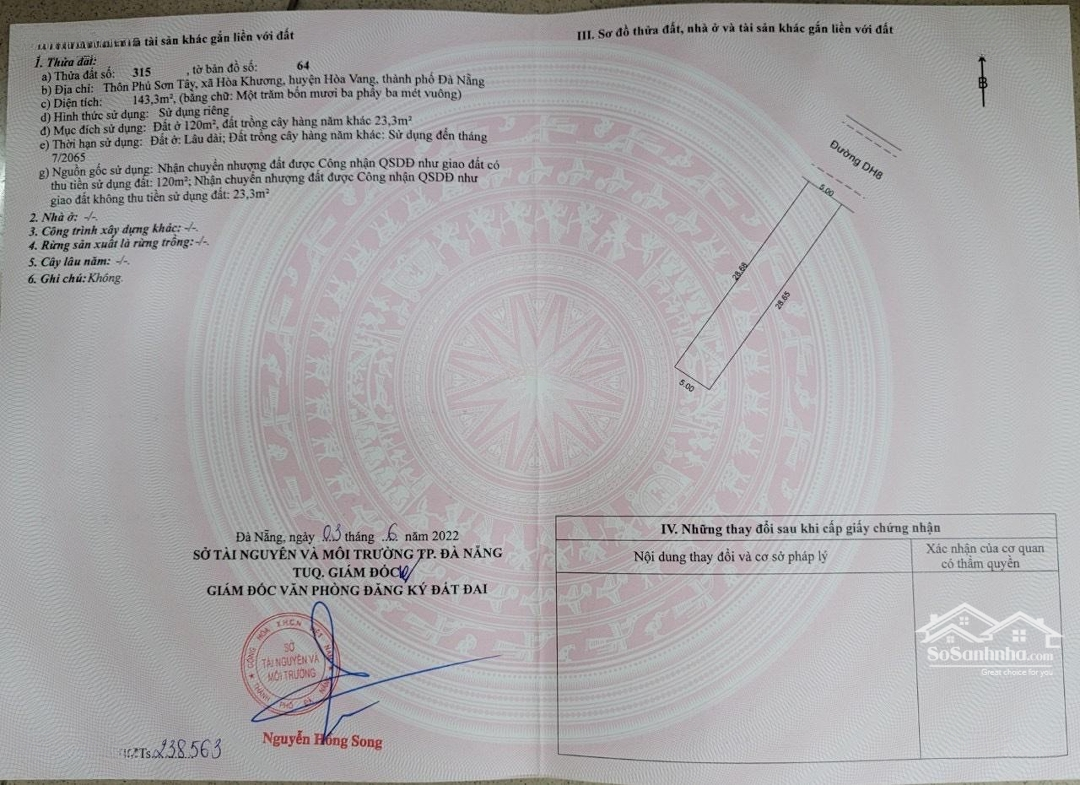 tài sản khác gắn liền với đất
1. Thửa đất:
a) Thửa đất số: 315 , tờ bản đồ số: 64
b) Địa chỉ: Thôn Phú Sơn Tây, xã Hòa Khương, huyện Hòa Vang, thành phố Đà Nẵng
c) Diện tích: 143,3m², (bằng chữ: Một trăm bốn mươi ba phẩy ba mét vuông)
d) Hình thức sử dụng: Sử dụng riêng
đ) Mục đích sử dụng: Đất ở 120m², đất trồng cây hàng năm khác 23,3m²
e) Thời hạn sử dụng: Đất ở: Lâu dài; Đất trồng cây hàng năm khác: Sử dụng đến tháng
7/2065
g) Nguồn gốc sử dụng: Nhận chuyển nhượng đất được Công nhận QSDĐ như giao đất có
thu tiền sử dụng đất: 120m²; Nhận chuyển nhượng đất được Công nhận QSDĐ như
giao đất không thu tiền sử dụng đất: 23,3m²
2. Nhà ở: -/-.
3. Công trình xây dựng khác: -/-.
4. Rừng sản xuất là rừng trồng: -/-.
5. Cây lâu năm: -/-.
6. Ghi chú: Không.
Đà Nẵng, ngày 03 tháng 6 năm 2022
SỞ TÀI NGUYÊN VÀ MÔI TRƯỜNG TP. ĐÀ NẴNG
TUQ. GIÁM ĐỐC
GIÁM ĐỐC VĂN PHÒNG ĐĂNG KÝ ĐẤT ĐAI
SỞ
TÀI NGUYÊN VÀ
MÔI TRƯỜNG
Nguyễn Hồng Song
238563
III. Sơ đồ thửa đất, nhà ở và tài sản khác gắn liền với đất
B
Đường DH8
5.00
28.68
28.65
5.00
IV. Những thay đổi sau khi cấp giấy chứng nhận
Nội dung thay đổi và cơ sở pháp lý
Xác nhận của cơ quan
có thẩm quyền
SoSanhnha.com
Great choice for you